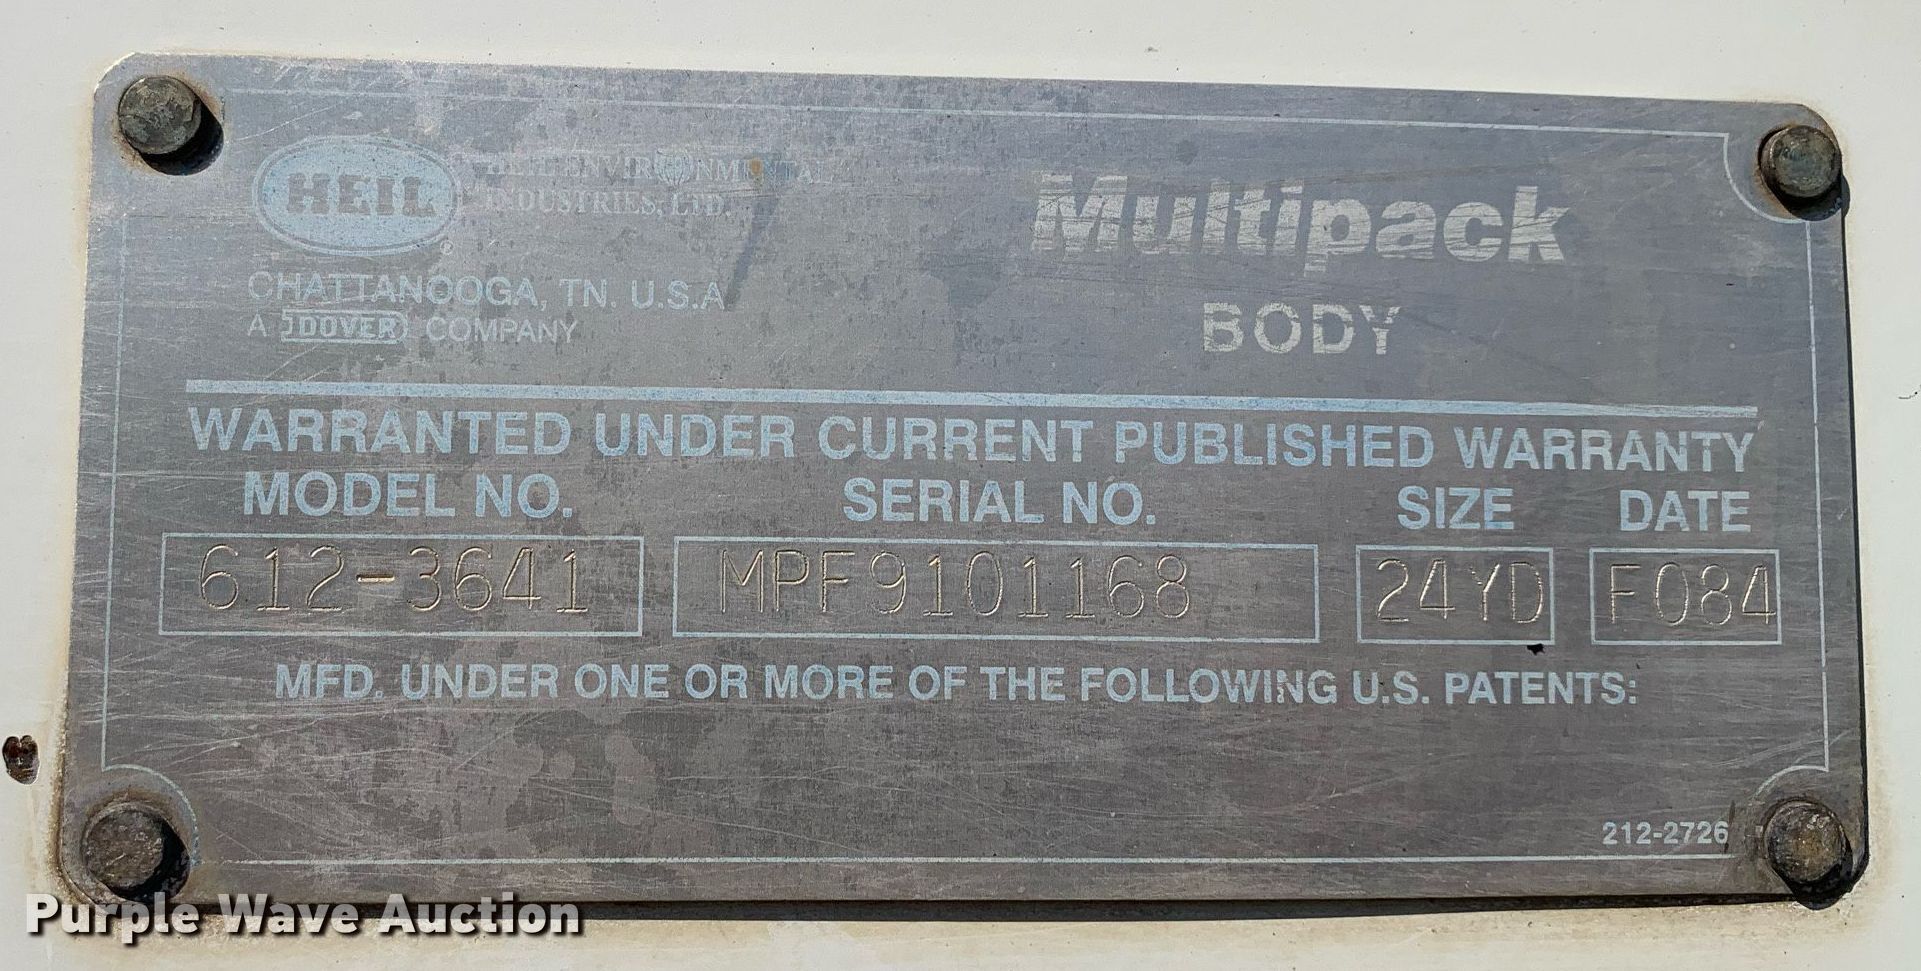 HEIL
HEIL ENVIRONMENTAL
INDUSTRIES, LTD.
CHATTANOOGA, TN. U.S.A
A DOVER COMPANY
Multipack
BODY
WARRANTED UNDER CURRENT PUBLISHED WARRANTY
MODEL NO. SERIAL NO. SIZE DATE
612-3641 MPF9101168 24YD F084
MFD. UNDER ONE OR MORE OF THE FOLLOWING U.S. PATENTS:
212-2726
Purple Wave Auction